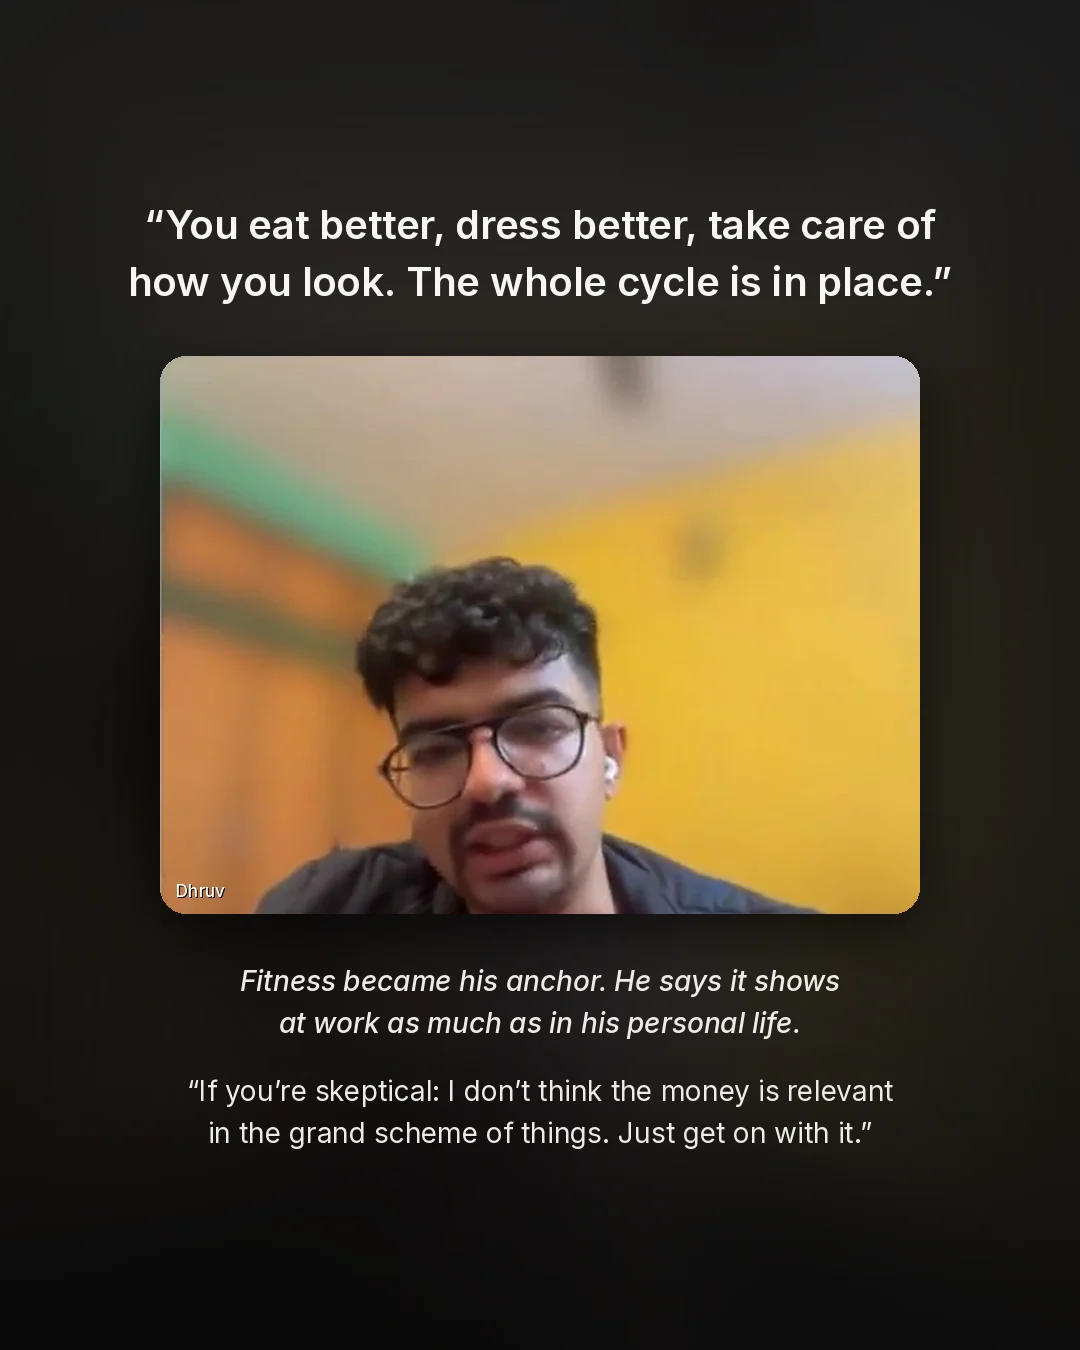 “You eat better, dress better, take care of
how you look. The whole cycle is in place.”
Dhruv
Fitness became his anchor. He says it shows
at work as much as in his personal life.
“If you’re skeptical: I don’t think the money is relevant
in the grand scheme of things. Just get on with it.”